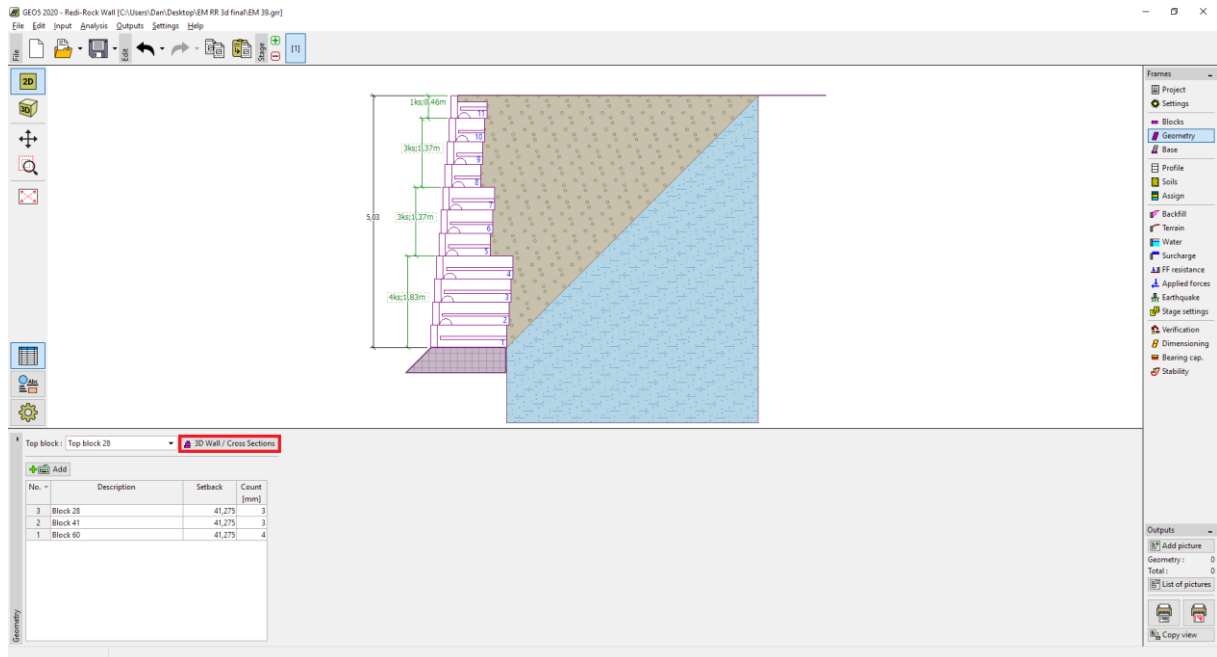 GEO5 2020 - Redi-Rock Wall [C:\Users\Dan\Desktop\EM RR 3d final\EM 39.grr]
File Edit Input Analysis Outputs Settings Help
File
Edit
Stage
[1]
2D
3D
Abc
1ks;0.46m
3ks;1,37m
3ks;1,37m
4ks;1,83m
5,03
11
10
9
8
7
6
5
4
3
2
1
Frames
Project
Settings
Blocks
Geometry
Base
Profile
Soils
Assign
Backfill
Terrain
Water
Surcharge
FF resistance
Applied forces
Earthquake
Stage settings
Verification
Dimensioning
Bearing cap.
Stability
Top block : Top block 28 3D Wall / Cross Sections
Add
No. Description Setback Count
[mm]
3 Block 28 41,275 3
2 Block 41 41,275 3
1 Block 60 41,275 4
Geometry
Outputs
Add picture
Geometry : 0
Total : 0
List of pictures
Copy view